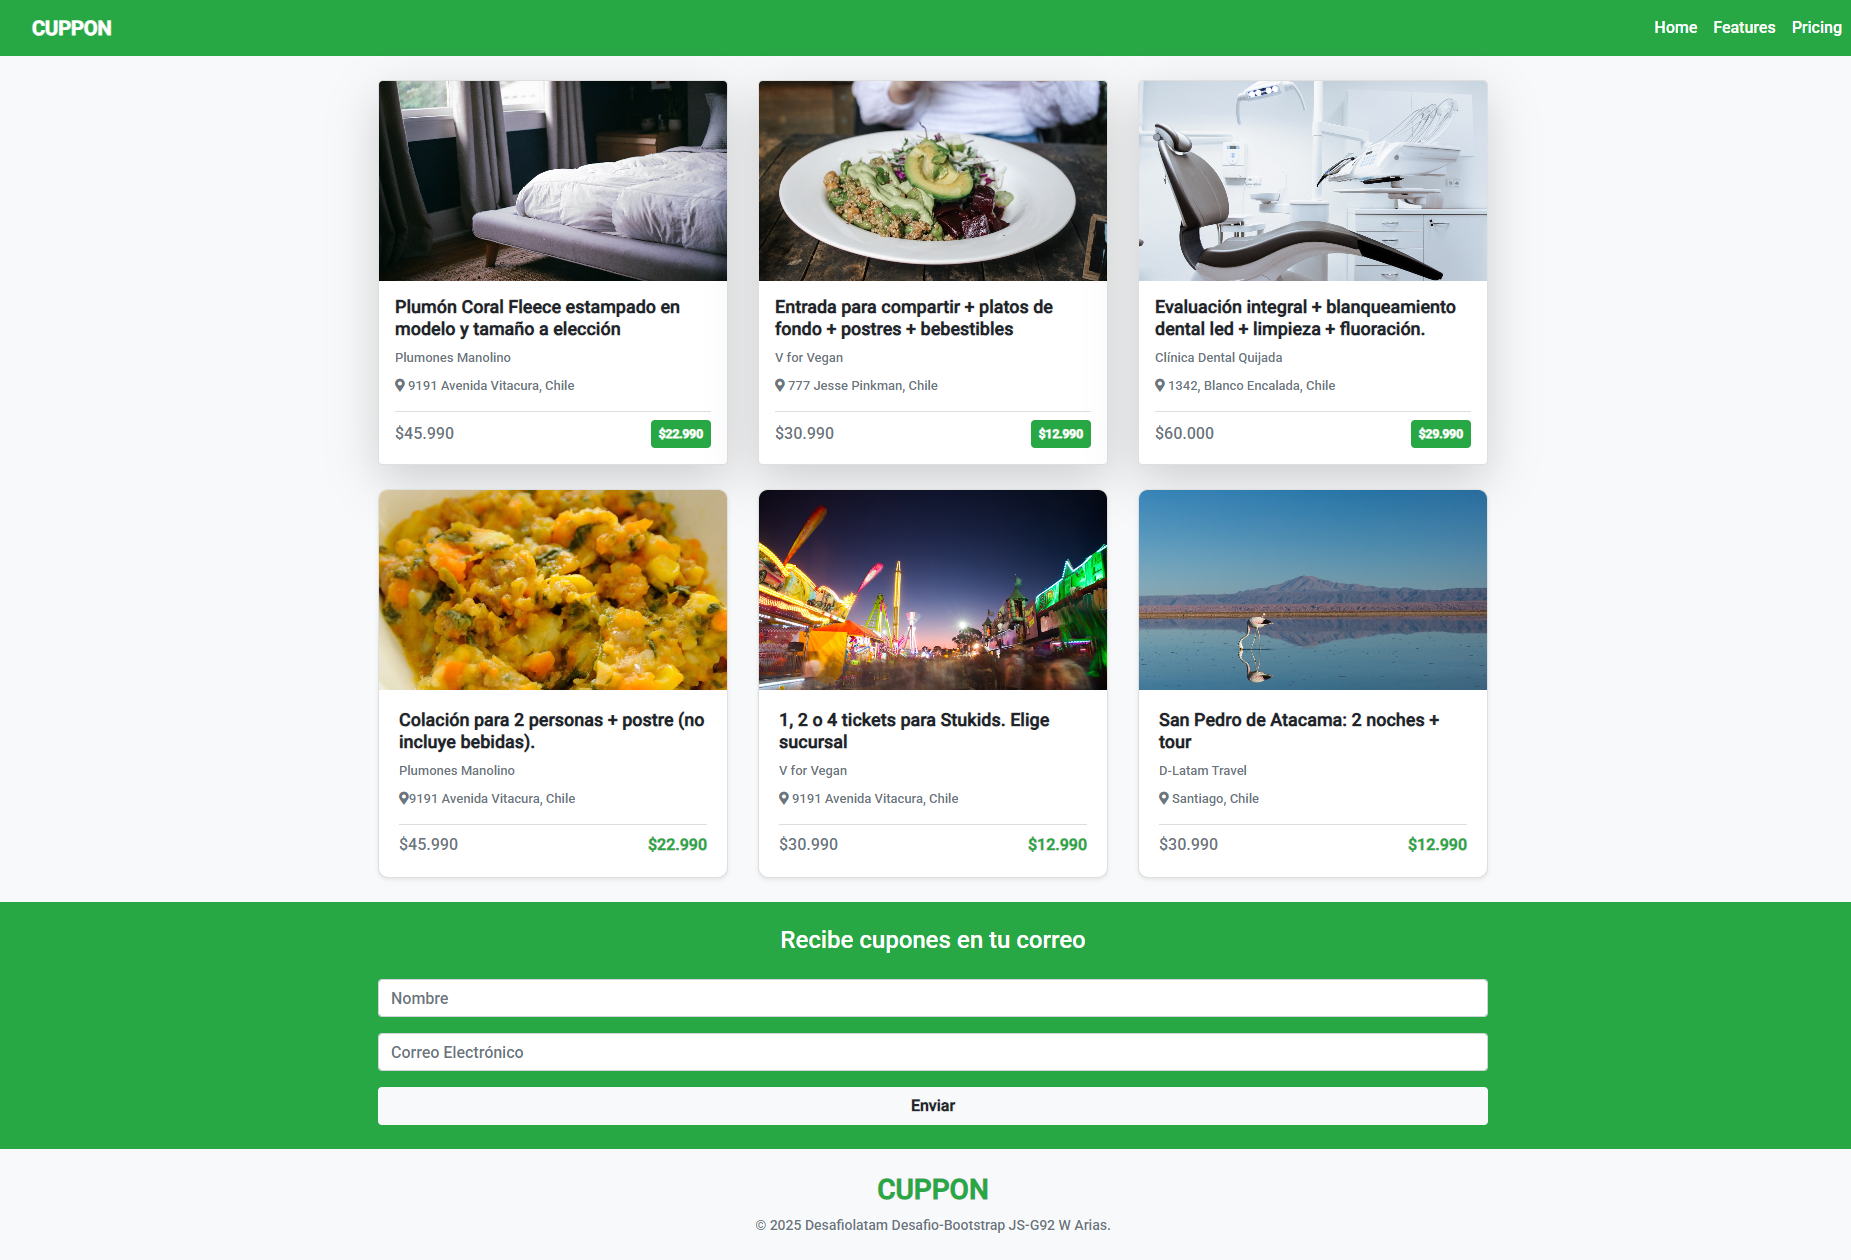 CUPPON
Home Features Pricing
Plumón Coral Fleece estampado en
modelo y tamaño a elección
Plumones Manolino
9191 Avenida Vitacura, Chile
$45.990 $22.990
Entrada para compartir + platos de
fondo + postres + bebestibles
V for Vegan
777 Jesse Pinkman, Chile
$30.990 $12.990
Evaluación integral + blanqueamiento
dental led + limpieza + fluoración.
Clínica Dental Quijada
1342, Blanco Encalada, Chile
$60.000 $29.990
Colación para 2 personas + postre (no
incluye bebidas).
Plumones Manolino
9191 Avenida Vitacura, Chile
$45.990 $22.990
1, 2 o 4 tickets para Stukids. Elige
sucursal
V for Vegan
9191 Avenida Vitacura, Chile
$30.990 $12.990
San Pedro de Atacama: 2 noches +
tour
D-Latam Travel
Santiago, Chile
$30.990 $12.990
Recibe cupones en tu correo
Nombre
Correo Electrónico
Enviar
CUPPON
© 2025 Desafiolatam Desafio-Bootstrap JS-G92 W Arias.